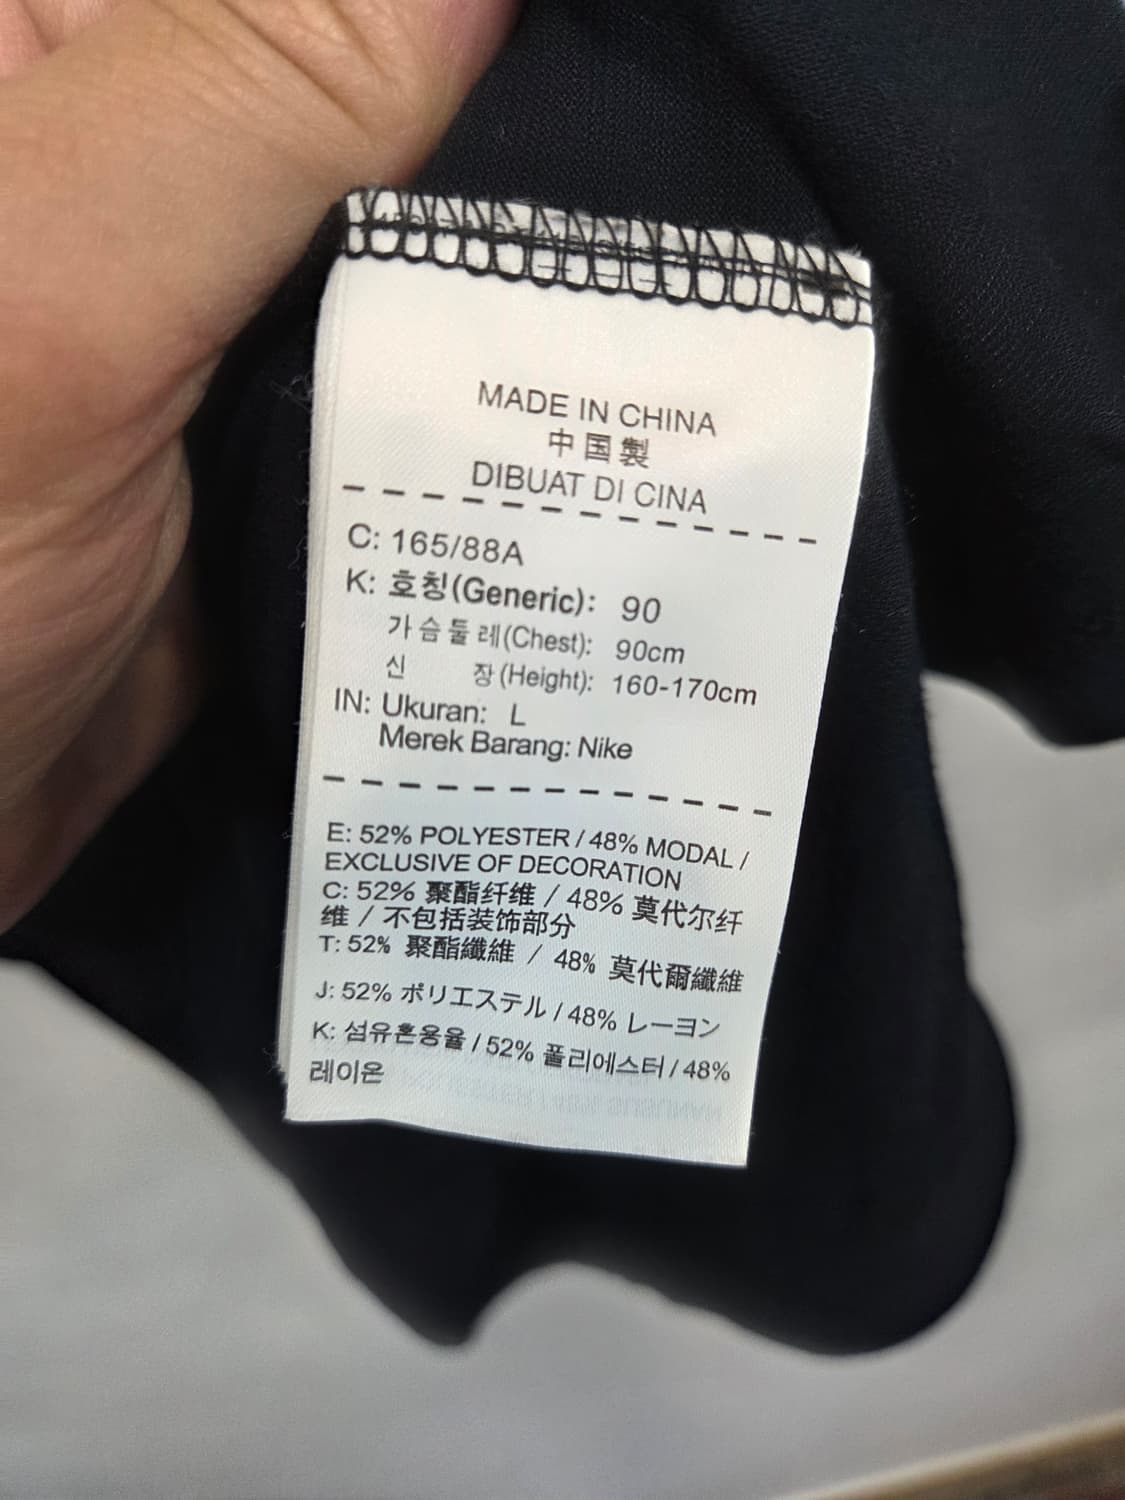 MADE IN CHINA
中国製
DIBUAT DI CINA
C: 165/88A
K: 호칭(Generic): 90
가슴둘레(Chest): 90cm
신 장(Height): 160-170cm
IN: Ukuran: L
Merek Barang: Nike
E: 52% POLYESTER / 48% MODAL /
EXCLUSIVE OF DECORATION
C: 52% 聚酯纤维 / 48% 莫代尔纤
维 / 不包括装饰部分
T: 52% 聚酯纖維 / 48% 莫代爾纖維
J: 52% ポリエステル / 48% レーヨン
K: 섬유혼용율 / 52% 폴리에스터 / 48%
레이온